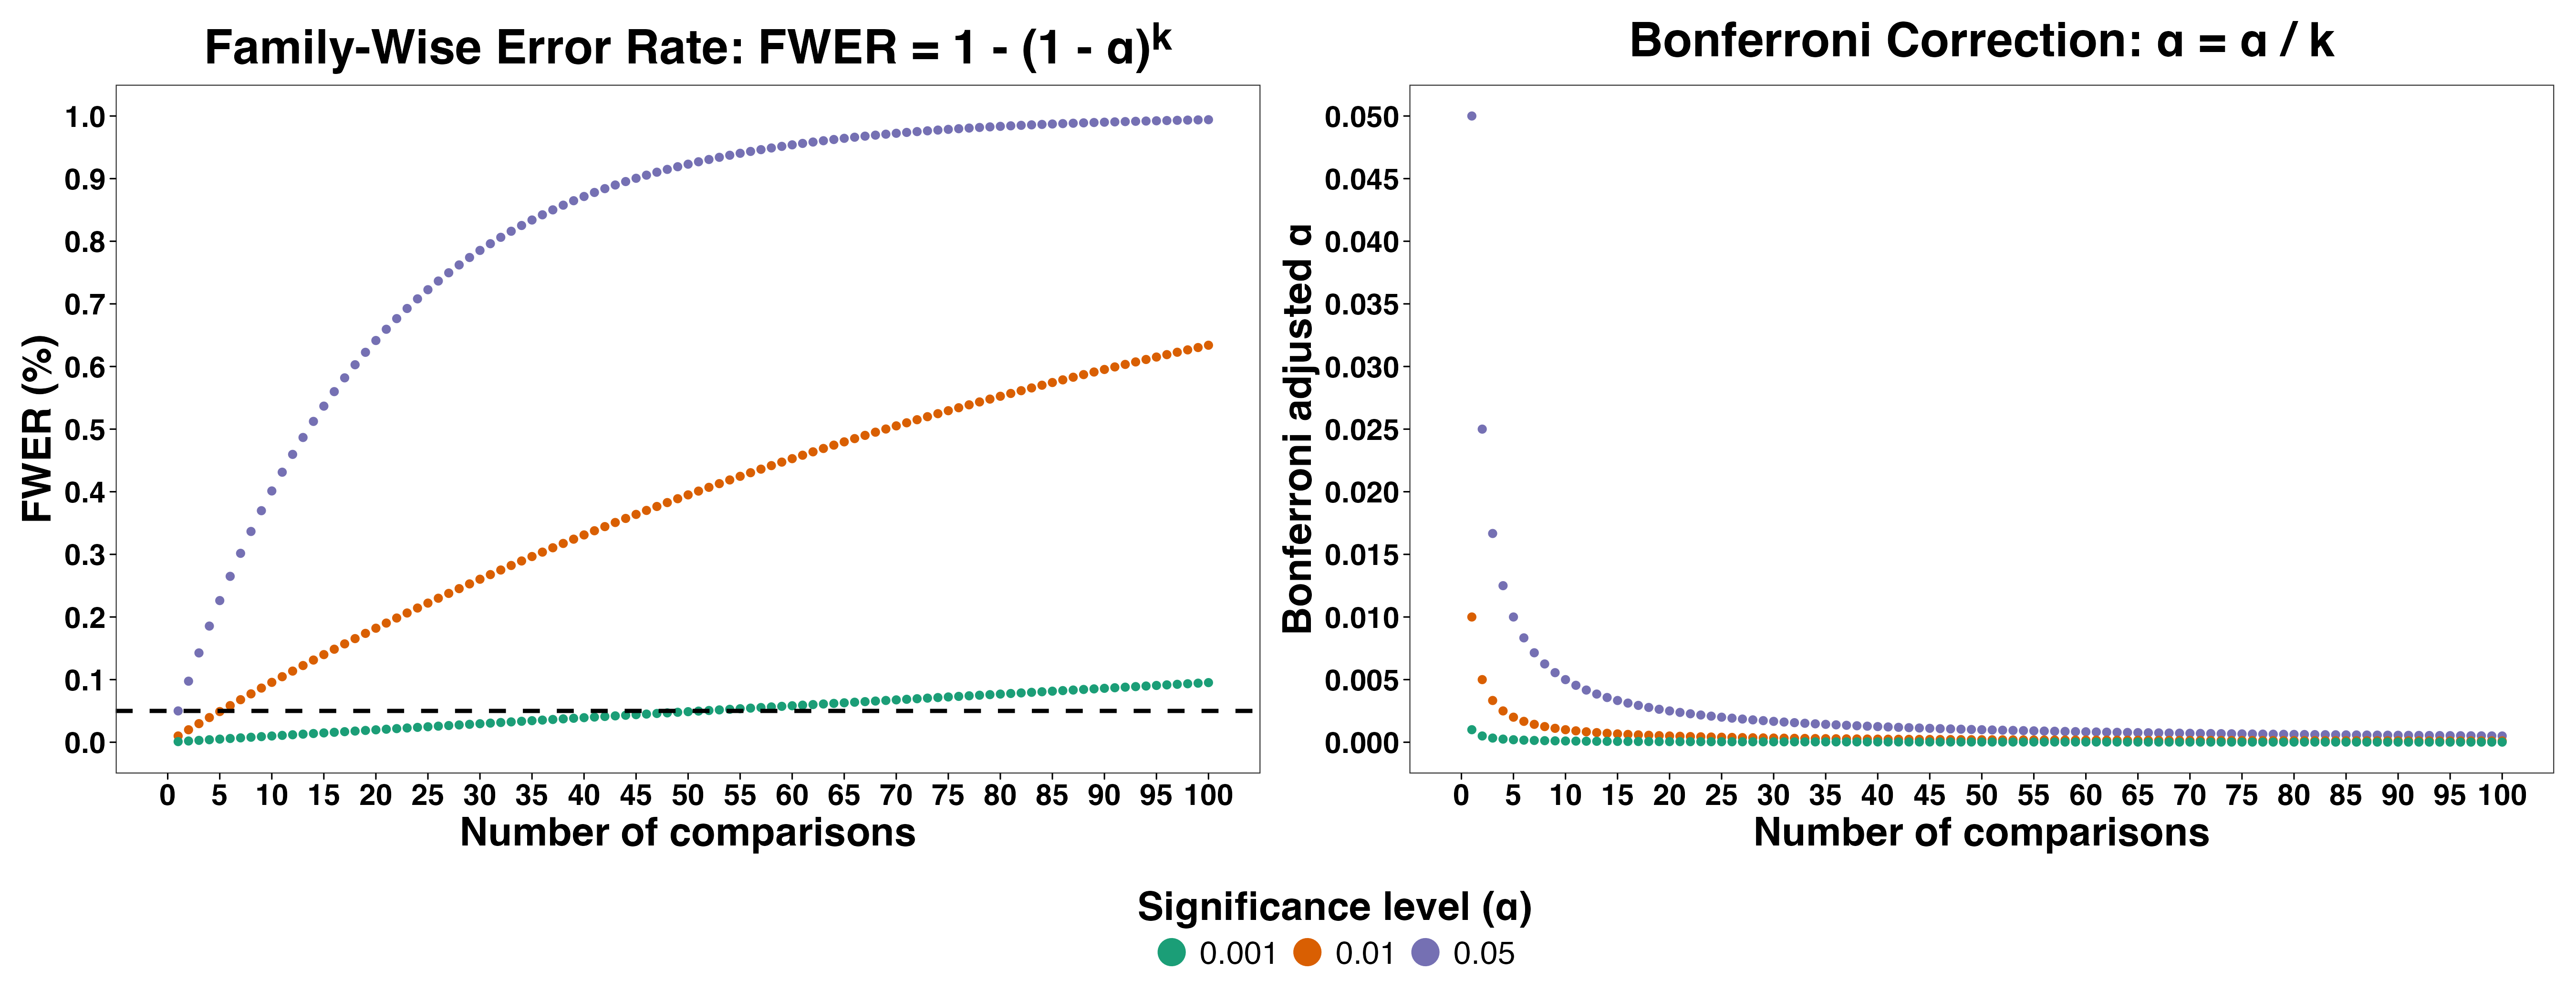 Family-Wise Error Rate: FWER = 1 - (1 - α)^k
FWER (%)
1.0
0.9
0.8
0.7
0.6
0.5
0.4
0.3
0.2
0.1
0.0
0 5 10 15 20 25 30 35 40 45 50 55 60 65 70 75 80 85 90 95 100
Number of comparisons
Bonferroni Correction: α = α / k
Bonferroni adjusted α
0.050
0.045
0.040
0.035
0.030
0.025
0.020
0.015
0.010
0.005
0.000
0 5 10 15 20 25 30 35 40 45 50 55 60 65 70 75 80 85 90 95 100
Number of comparisons
Significance level (α)
0.001 0.01 0.05